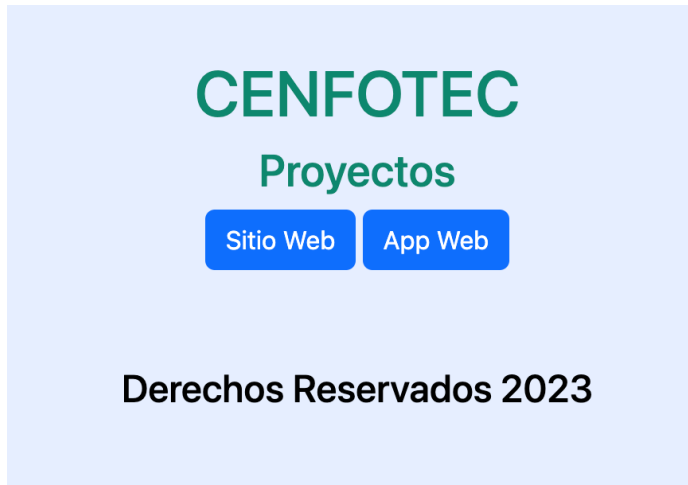 CENFOTEC
Proyectos
Sitio Web App Web
Derechos Reservados 2023